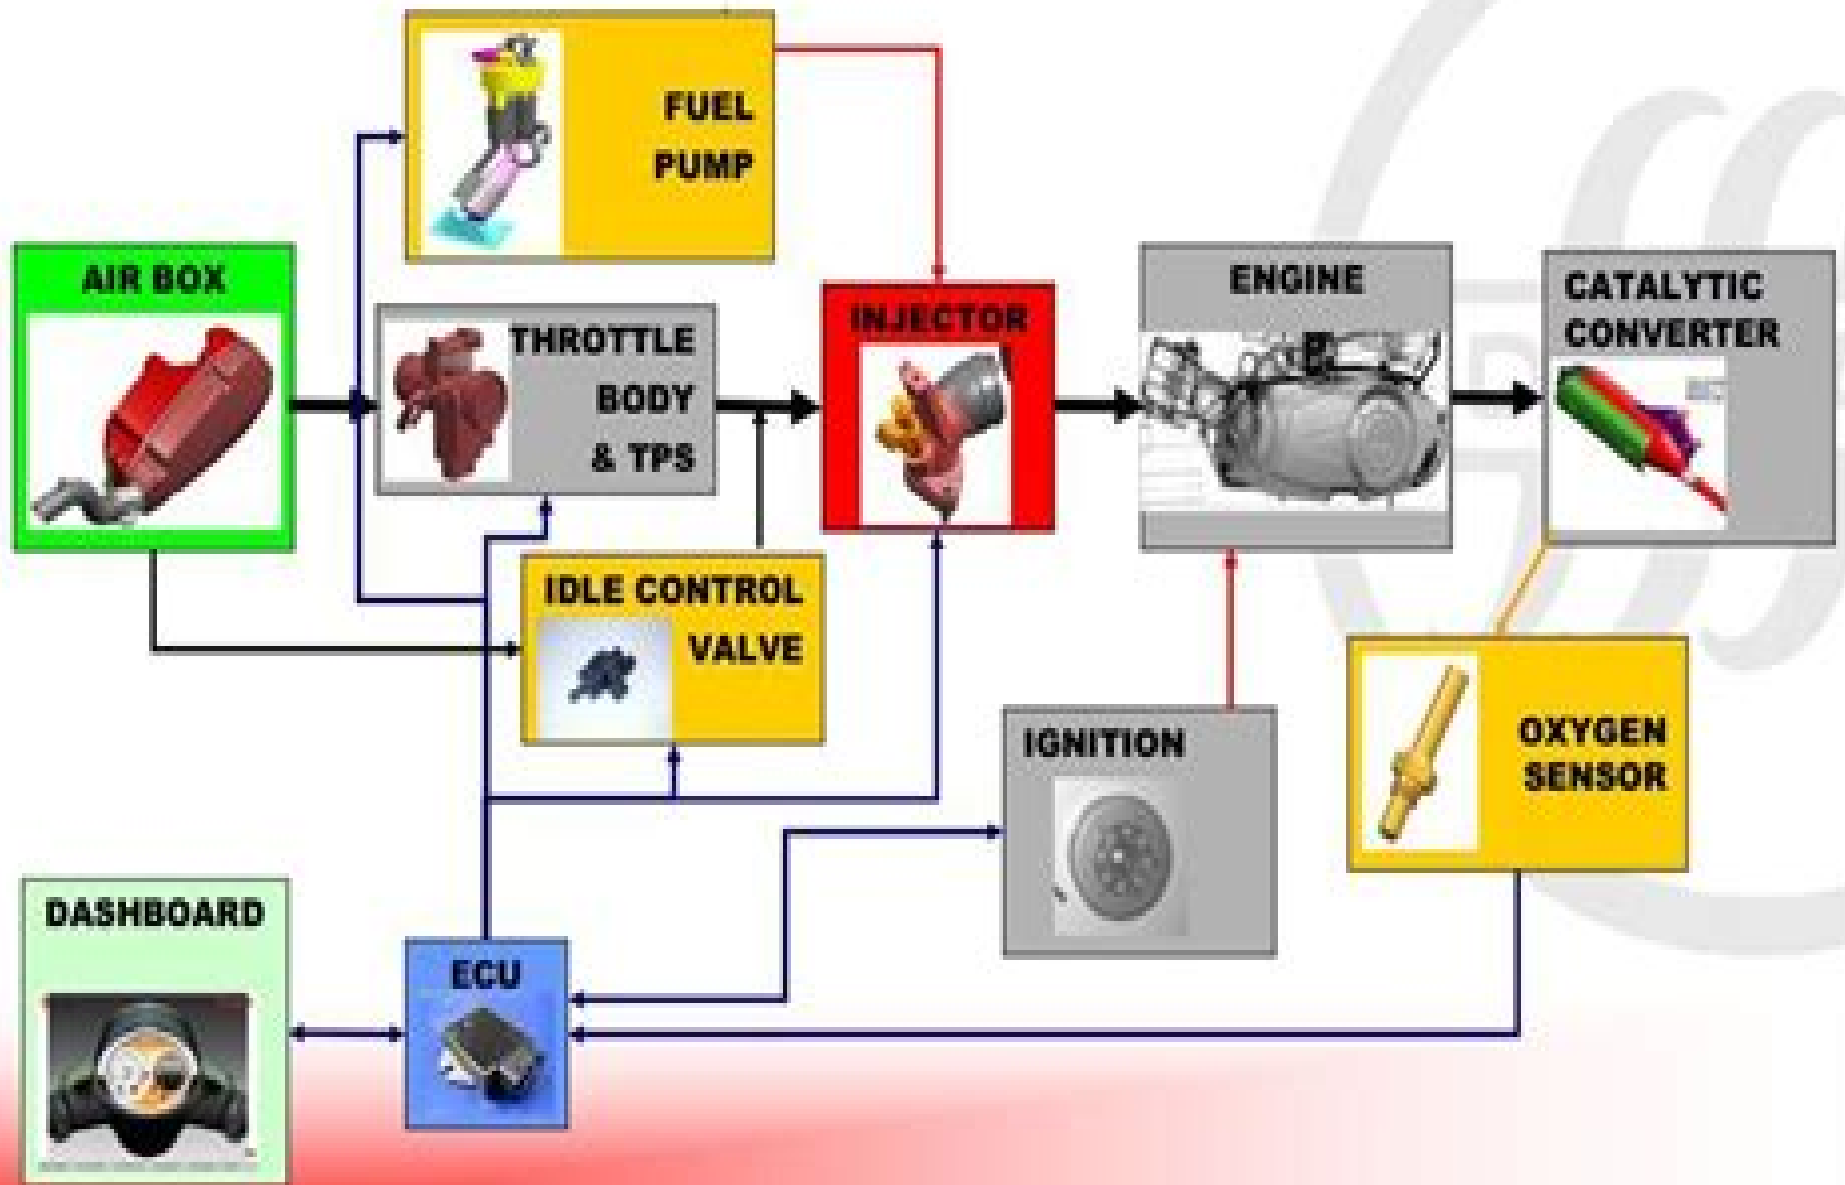 FUEL
PUMP
AIR BOX
THROTTLE
BODY
& TPS
INJECTOR
ENGINE
CATALYTIC
CONVERTER
IDLE CONTROL
VALVE
IGNITION
OXYGEN
SENSOR
DASHBOARD
ECU